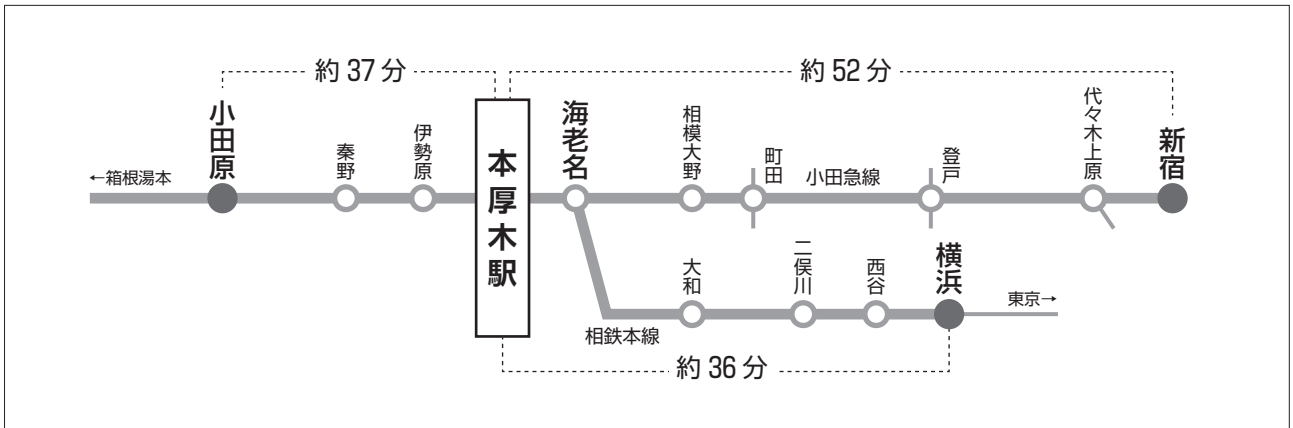 約 37 分
約 52 分
←箱根湯本
小田原
秦野
伊勢原
本厚木駅
海老名
相模大野
町田
小田急線
登戸
代々木上原
新宿
大和
二俣川
西谷
横浜
東京→
相鉄本線
約 36 分